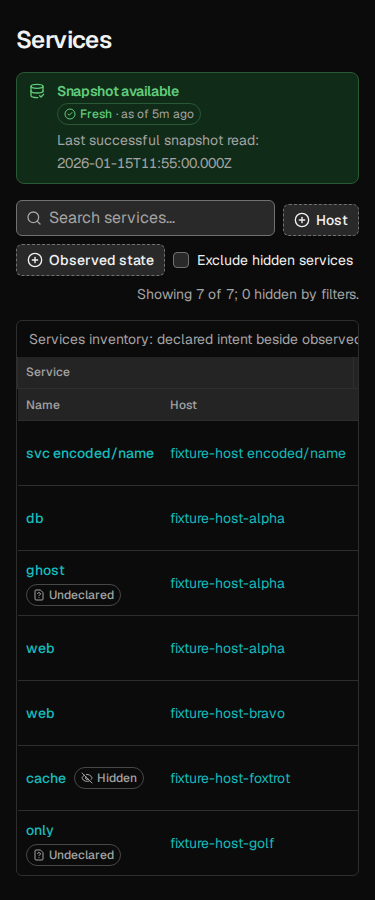 Services
Snapshot available
Fresh · as of 5m ago
Last successful snapshot read:
2026-01-15T11:55:00.000Z
Search services...
Host
Observed state
Exclude hidden services
Showing 7 of 7; 0 hidden by filters.
Services inventory: declared intent beside observed
Service
Name Host
svc encoded/name fixture-host encoded/name
db fixture-host-alpha
ghost
Undeclared
fixture-host-alpha
web fixture-host-alpha
web fixture-host-bravo
cache Hidden fixture-host-foxtrot
only
Undeclared
fixture-host-golf